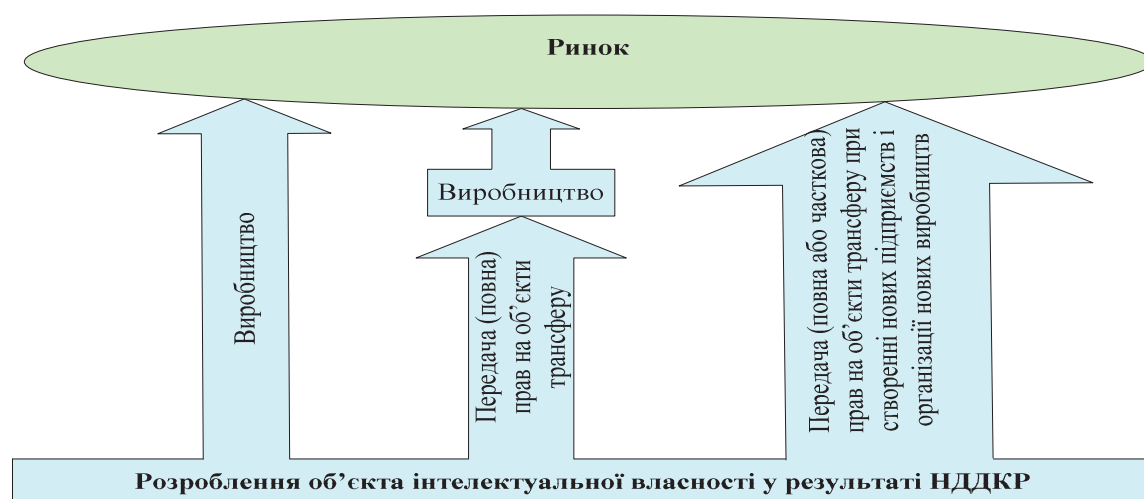 Ринок
Виробництво
Виробництво
Передача (повна)
прав на об’єкти
трансферу
Передача (повна або часткова)
прав на об’єкти трансферу при
створенні нових підприємств і
організації нових виробництв
Розроблення об’єкта інтелектуальної власності у результаті НДДКР